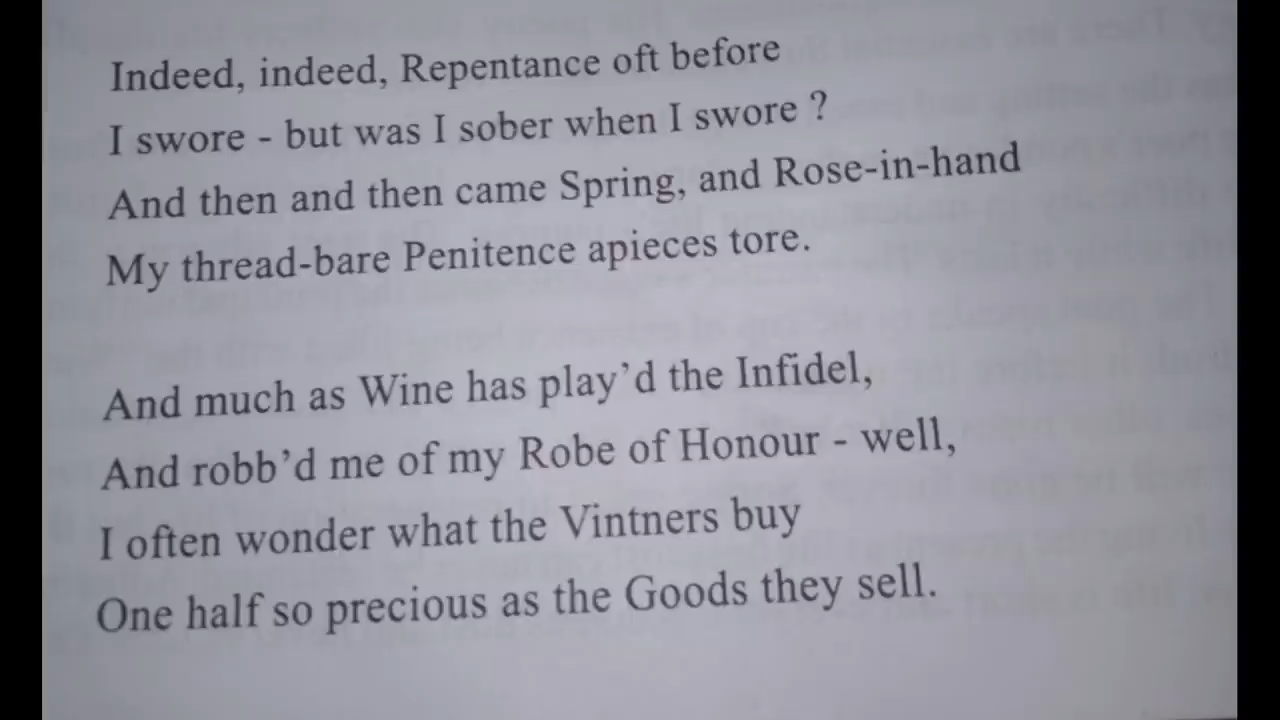 Indeed, indeed, Repentance oft before
I swore - but was I sober when I swore ?
And then and then came Spring, and Rose-in-hand
My thread-bare Penitence apieces tore.
And much as Wine has play’d the Infidel,
And robb’d me of my Robe of Honour - well,
I often wonder what the Vintners buy
One half so precious as the Goods they sell.